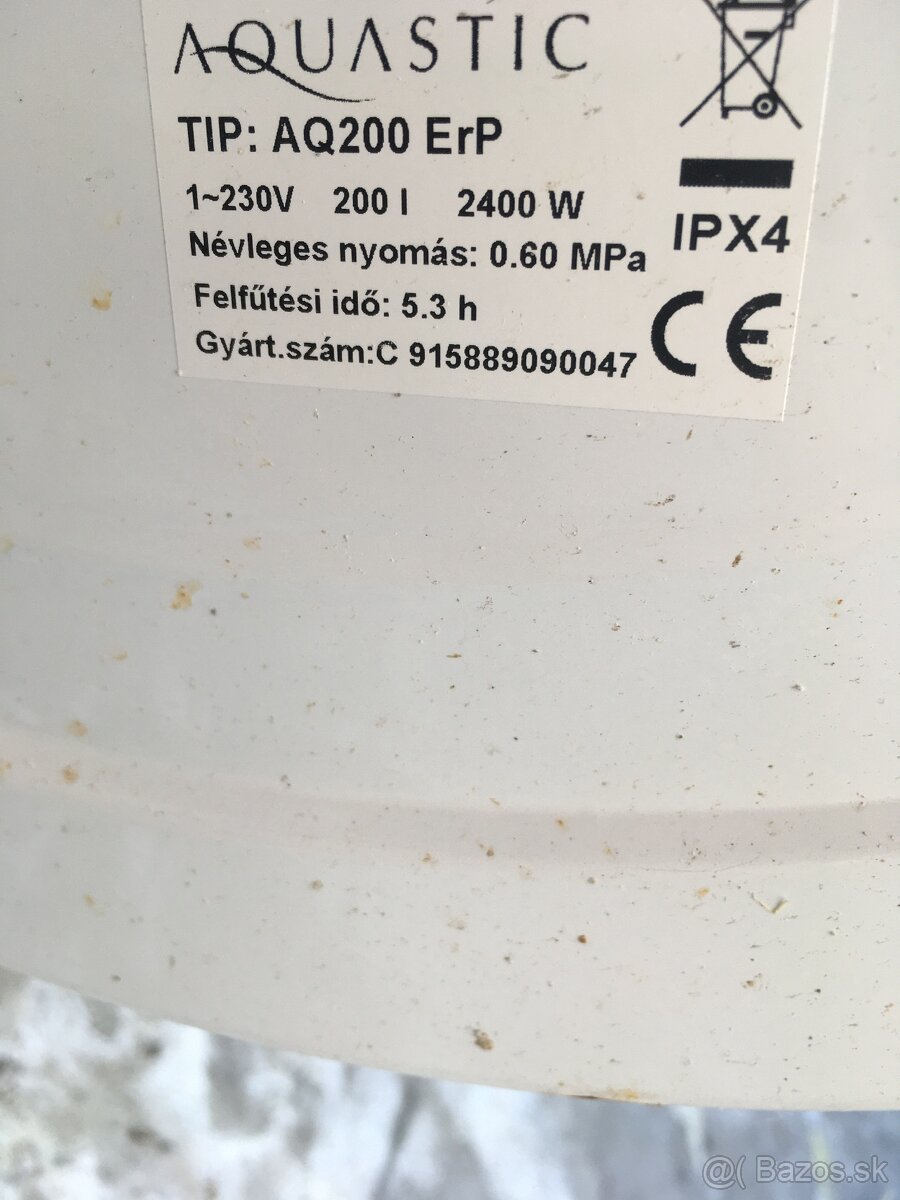 AQUASTIC
TIP: AQ200 ErP
1~230V 200 l 2400 W
Névleges nyomás: 0.60 MPa
IPX4
Felfűtési idő: 5.3 h
Gyárt.szám:C 915889090047
CE
@( Bazos.sk